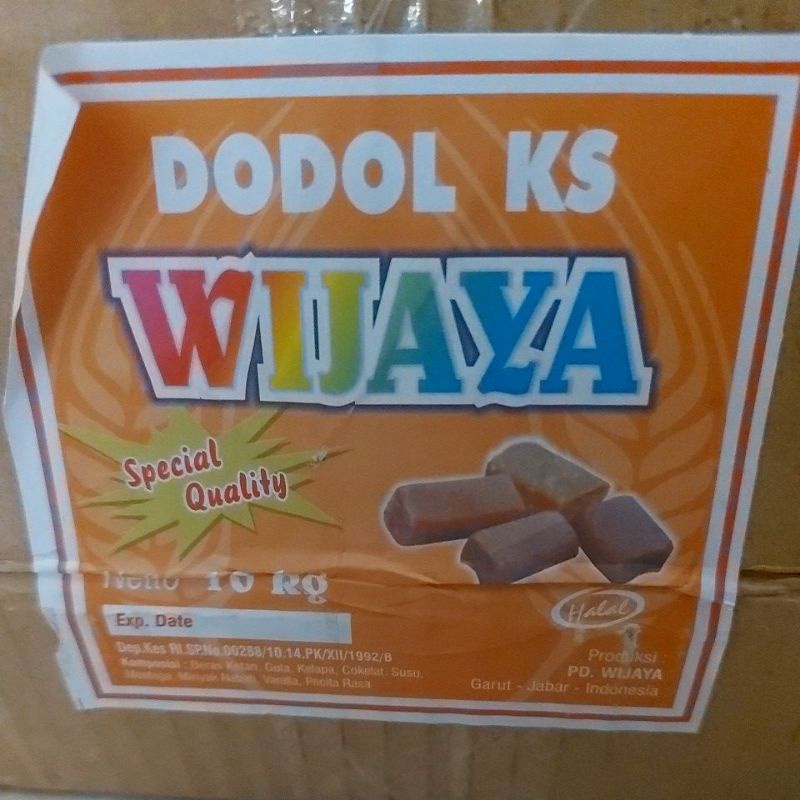 DODOL KS
WIJAYA
Special
Quality
Netto 10 kg
Exp. Date
Dep.Kes RI.SP.No.00288/10.14.PK/XII/1992/B
Komposisi : Beras Ketan, Gula, Kelapa, Cokelat, Susu,
Mentega, Minyak Nabati, Vanilla, Pecita Rasa
Halal
Produksi :
PD. WIJAYA
Garut - Jabar - Indonesia